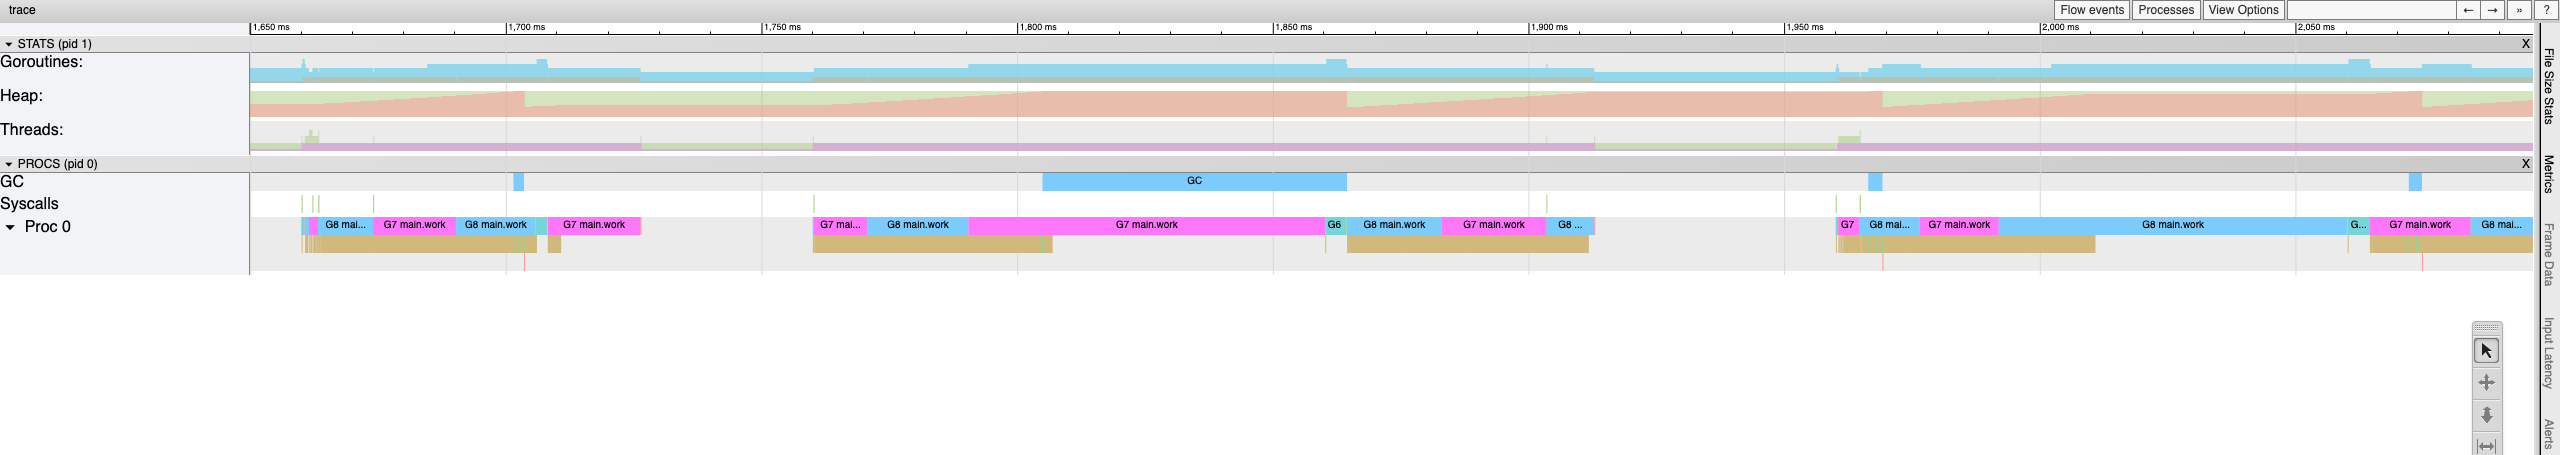 trace
Flow events Processes View Options ← → » ?
1,650 ms 1,700 ms 1,750 ms 1,800 ms 1,850 ms 1,900 ms 1,950 ms 2,000 ms 2,050 ms
STATS (pid 1) X
Goroutines:
Heap:
Threads:
PROCS (pid 0) X
GC GC
Syscalls
Proc 0 G8 mai... G7 main.work G8 main.work G7 main.work G7 mai... G8 main.work G7 main.work G6 G8 main.work G7 main.work G8 ... G7 G8 mai... G7 main.work G8 main.work G... G7 main.work G8 mai...
File Size Stats
Metrics
Frame Data
Input Latency
Alerts